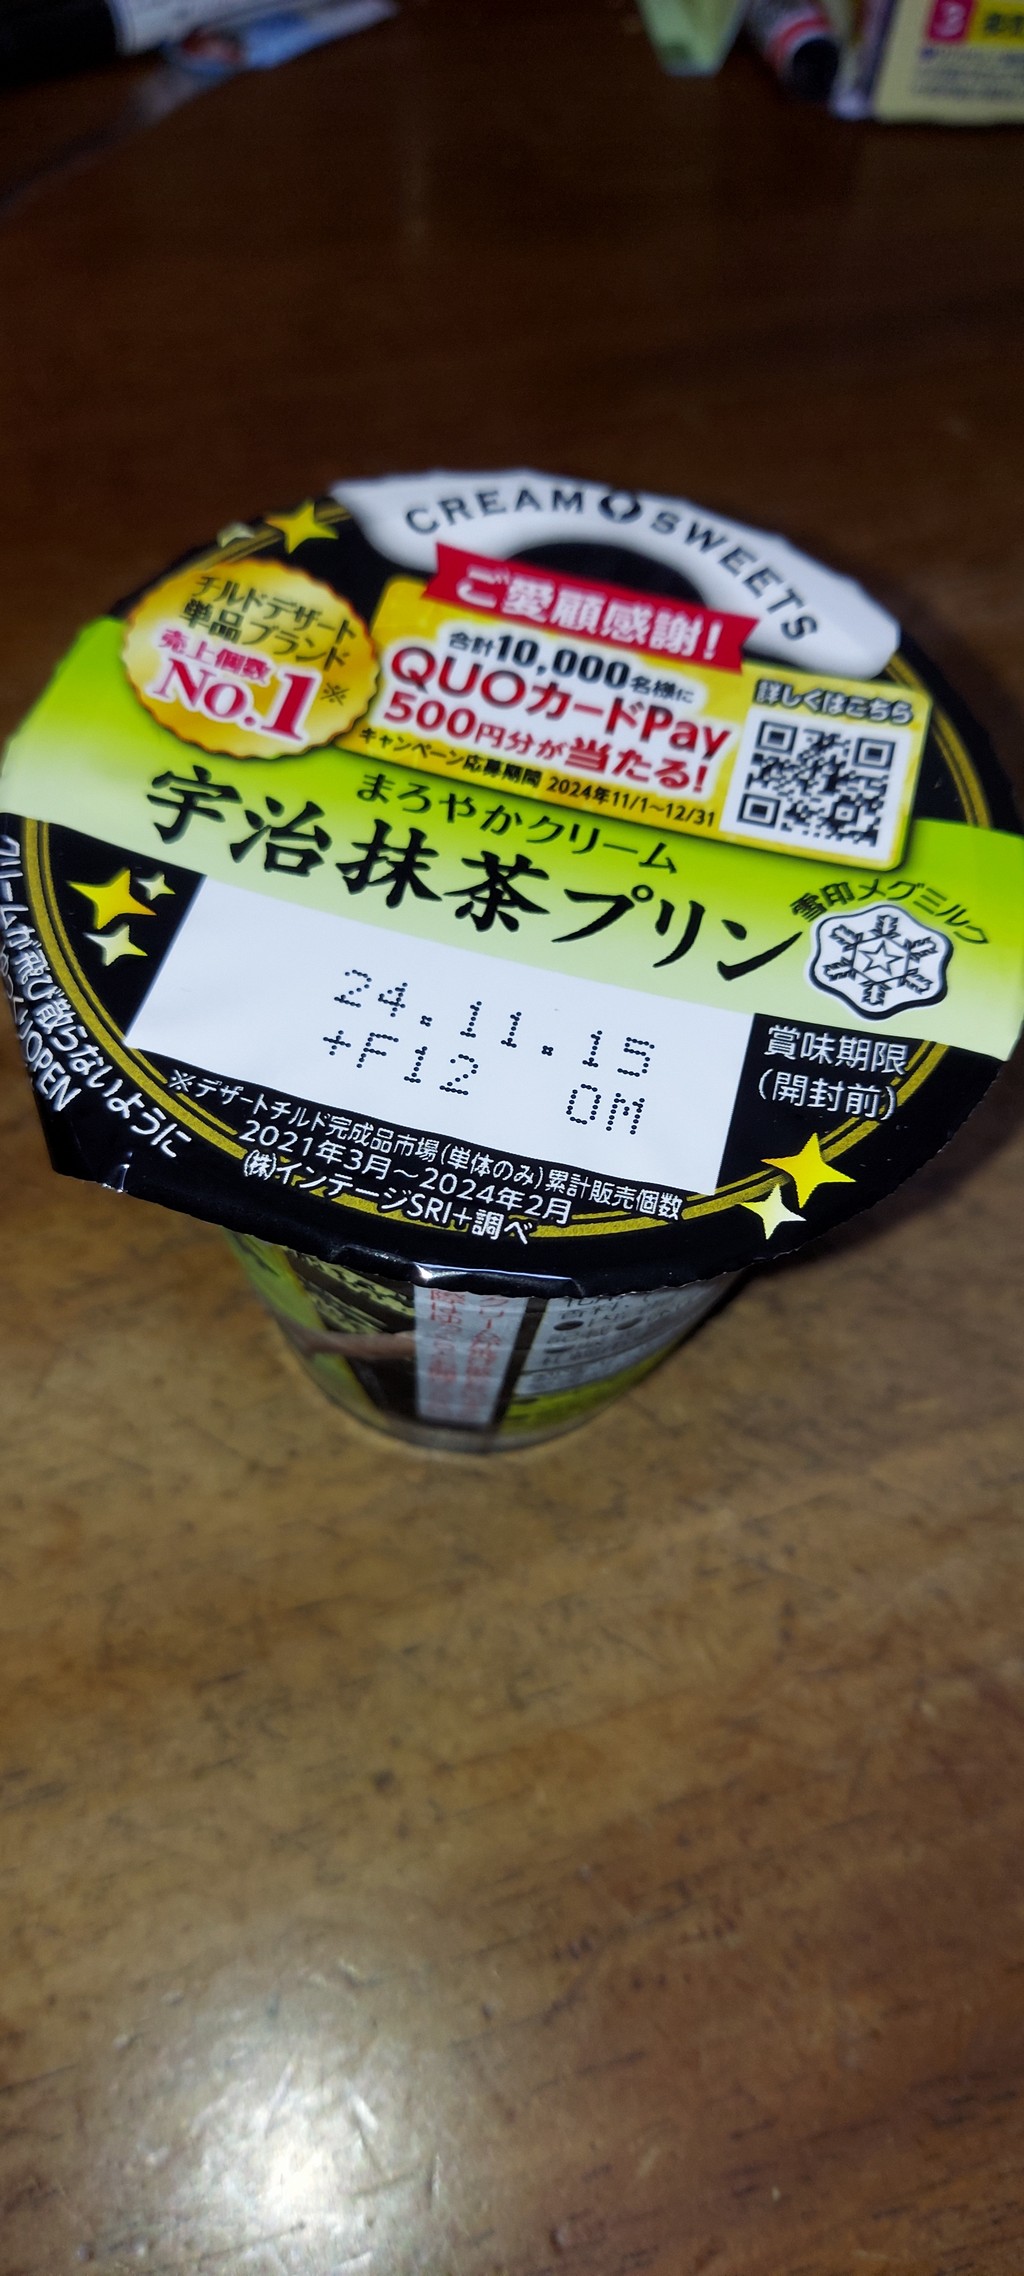 CREAM SWEETS
ご愛顧感謝!
チルドデザート
単品ブランド
売上個数
No.1※
合計10,000名様に
QUOカードPay
500円分が当たる!
キャンペーン応募期間 2024年11/1~12/31
詳しくはこちら
まろやかクリーム
宇治抹茶プリン
雪印メグミルク
24.11.15
+F12 OM
賞味期限
(開封前)
※デザートチルド完成品市場(単体のみ)累計販売個数
2021年3月~2024年2月
(株)インテージSRI+調べ
クリームが飛び散らないように
OPEN